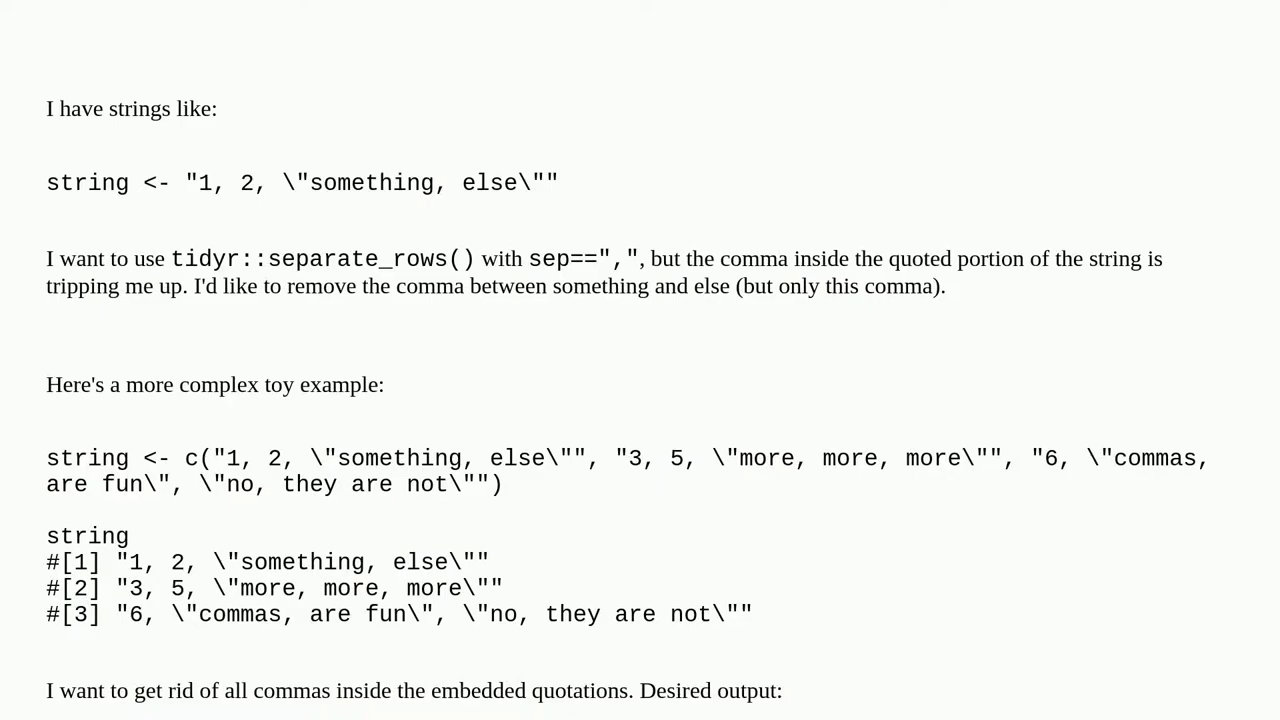 I have strings like:
string <- "1, 2, \"something, else\""
I want to use tidyr::separate_rows() with sep==",", but the comma inside the quoted portion of the string is
tripping me up. I'd like to remove the comma between something and else (but only this comma).
Here's a more complex toy example:
string <- c("1, 2, \"something, else\"", "3, 5, \"more, more, more\"", "6, \"commas,
are fun\", \"no, they are not\"")
string
#[1] "1, 2, \"something, else\""
#[2] "3, 5, \"more, more, more\""
#[3] "6, \"commas, are fun\", \"no, they are not\""
I want to get rid of all commas inside the embedded quotations. Desired output: